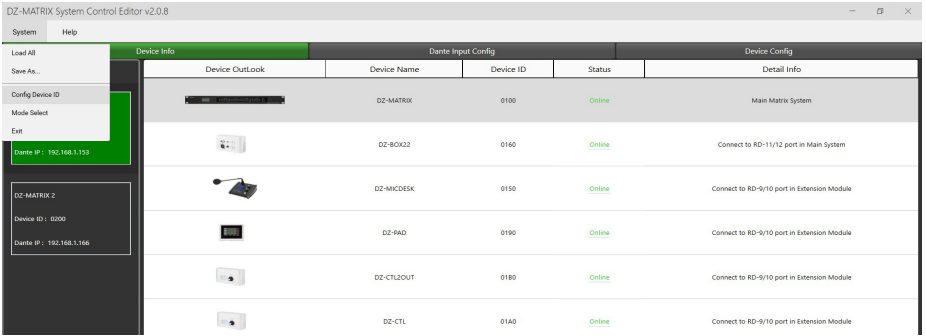 DZ-MATRIX System Control Editor v2.0.8
System Help
Load All
Save As...
Config Device ID
Mode Select
Exit
Dante IP : 192.168.1.153
DZ-MATRIX 2
Device ID : 0200
Dante IP : 192.168.1.166
Device Info Dante Input Config Device Config
Device OutLook Device Name Device ID Status Detail Info
DZ-MATRIX 0100 Online Main Matrix System
DZ-BOX22 0160 Online Connect to RD-11/12 port in Main System
DZ-MICDESK 0150 Online Connect to RD-9/10 port in Extension Module
DZ-PAD 0190 Online Connect to RD-9/10 port in Extension Module
DZ-CTL2OUT 01B0 Online Connect to RD-9/10 port in Extension Module
DZ-CTL 01A0 Online Connect to RD-9/10 port in Extension Module